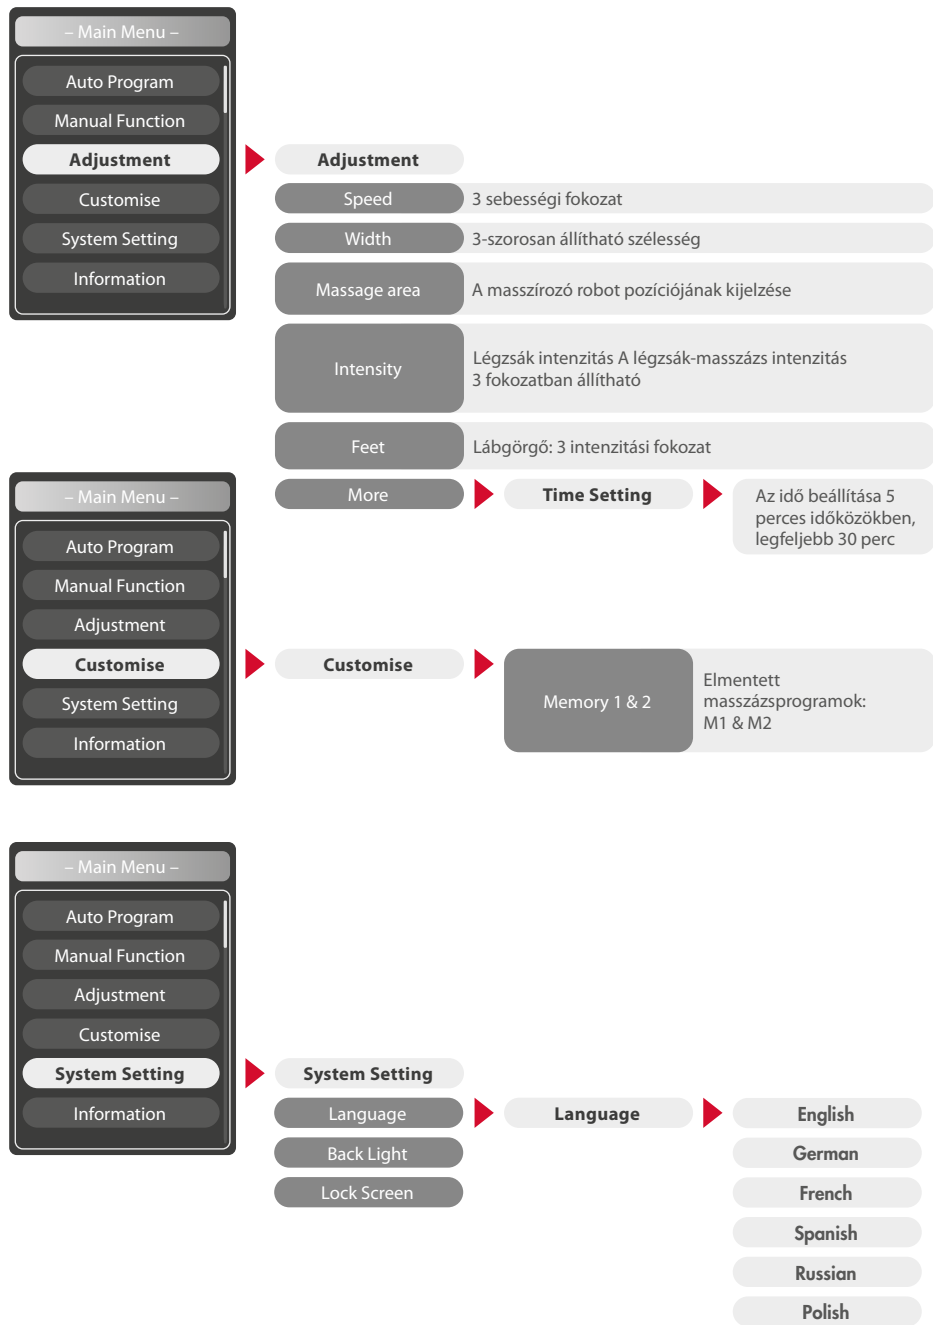 – Main Menu –
Auto Program
Manual Function
Adjustment
Customise
System Setting
Information
Adjustment
Speed
3 sebességi fokozat
Width
3-szorosan állítható szélesség
Massage area
A masszírozó robot pozíciójának kijelzése
Intensity
Légzsák intenzitás A légzsák-masszázs intenzitás
3 fokozatban állítható
Feet
Lábgörgő: 3 intenzitási fokozat
More
Time Setting
Az idő beállítása 5
perces időközökben,
legfeljebb 30 perc
– Main Menu –
Auto Program
Manual Function
Adjustment
Customise
System Setting
Information
Customise
Memory 1 & 2
Elmentett
masszázsprogramok:
M1 & M2
– Main Menu –
Auto Program
Manual Function
Adjustment
Customise
System Setting
Information
System Setting
Language
Back Light
Lock Screen
Language
English
German
French
Spanish
Russian
Polish